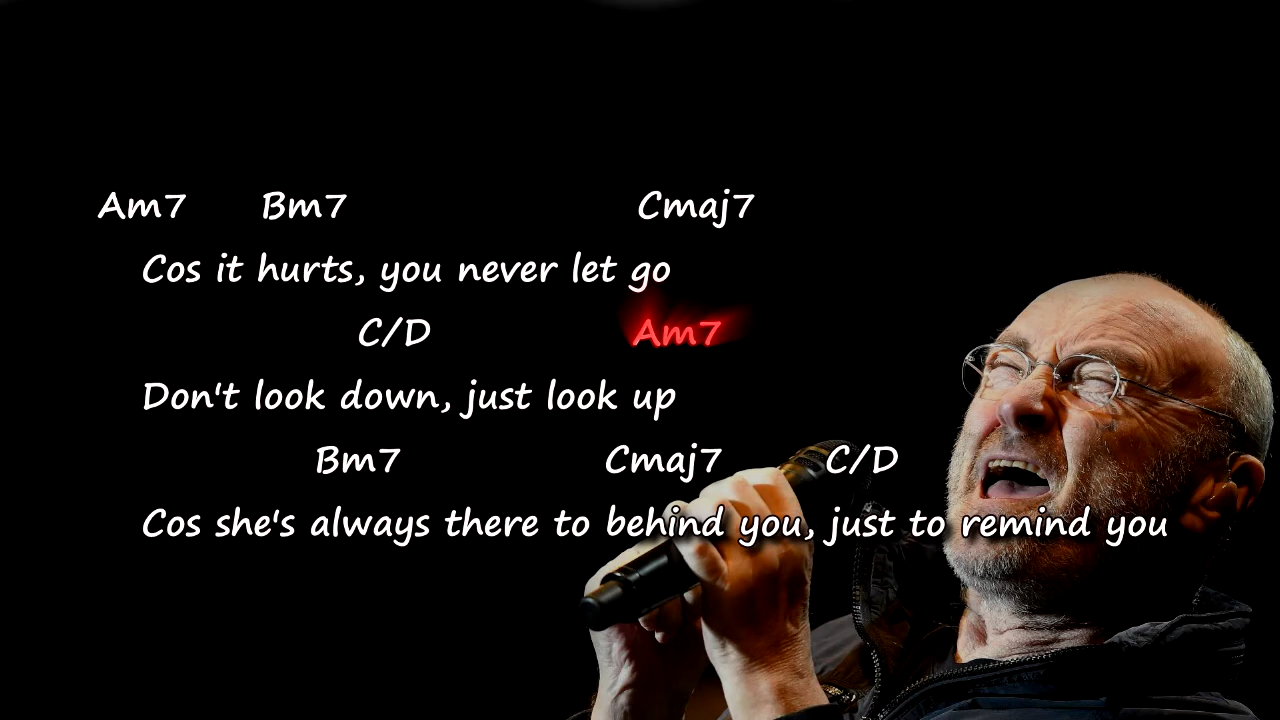 Am7 Bm7 Cmaj7
Cos it hurts, you never let go
C/D Am7
Don't look down, just look up
Bm7 Cmaj7 C/D
Cos she's always there to behind you, just to remind you